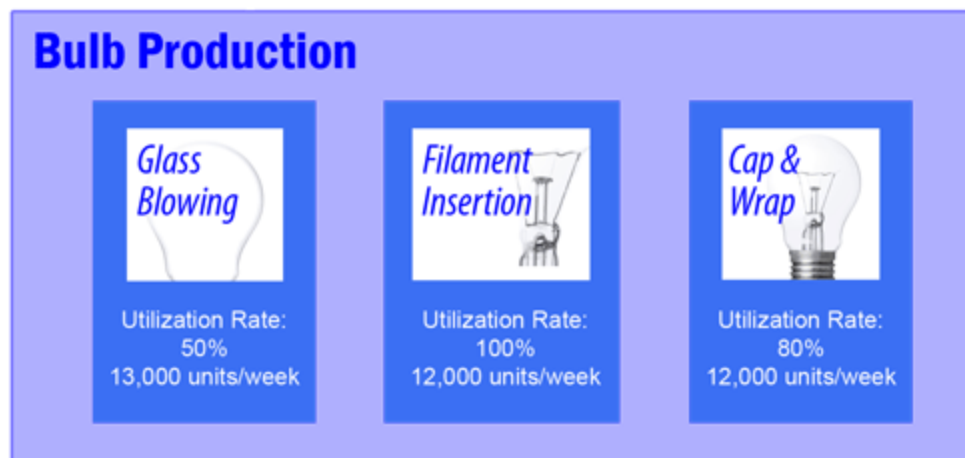 Bulb Production
Glass
Blowing
Utilization Rate:
50%
13,000 units/week
Filament
Insertion
Utilization Rate:
100%
12,000 units/week
Cap &
Wrap
Utilization Rate:
80%
12,000 units/week